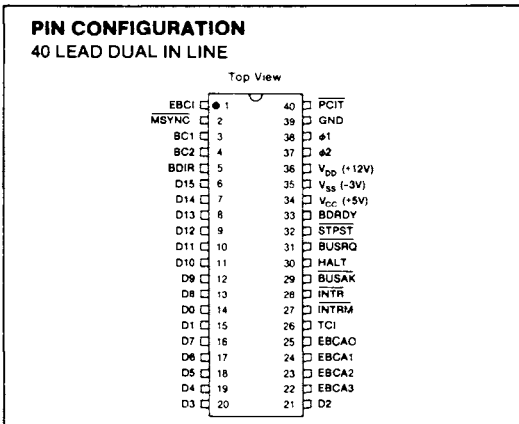 PIN CONFIGURATION
40 LEAD DUAL IN LINE
Top View
EBCI 1 40 PCIT
MSYNC 2 39 GND
BC1 3 38 ϕ1
BC2 4 37 ϕ2
BDIR 5 36 VDD (+12V)
D15 6 35 VSS (-3V)
D14 7 34 VCC (+5V)
D13 8 33 BDRDY
D12 9 32 STPST
D11 10 31 BUSRQ
D10 11 30 HALT
D9 12 29 BUSAK
D8 13 28 INTR
D0 14 27 INTRM
D1 15 26 TCI
D7 16 25 EBCA0
D6 17 24 EBCA1
D5 18 23 EBCA2
D4 19 22 EBCA3
D3 20 21 D2